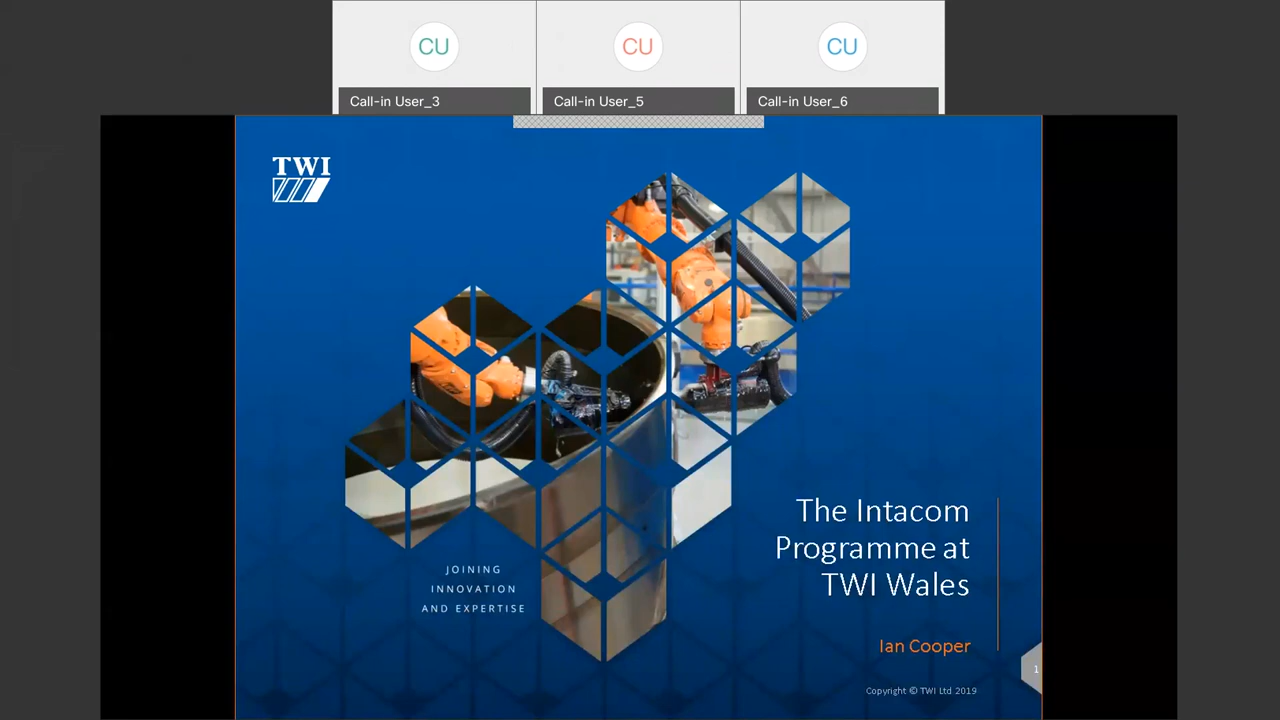 CU
CU
CU
Call-in User_3
Call-in User_5
Call-in User_6
TWI
JOINING
INNOVATION
AND EXPERTISE
The Intacom
Programme at
TWI Wales
Ian Cooper
1
Copyright © TWI Ltd 2019